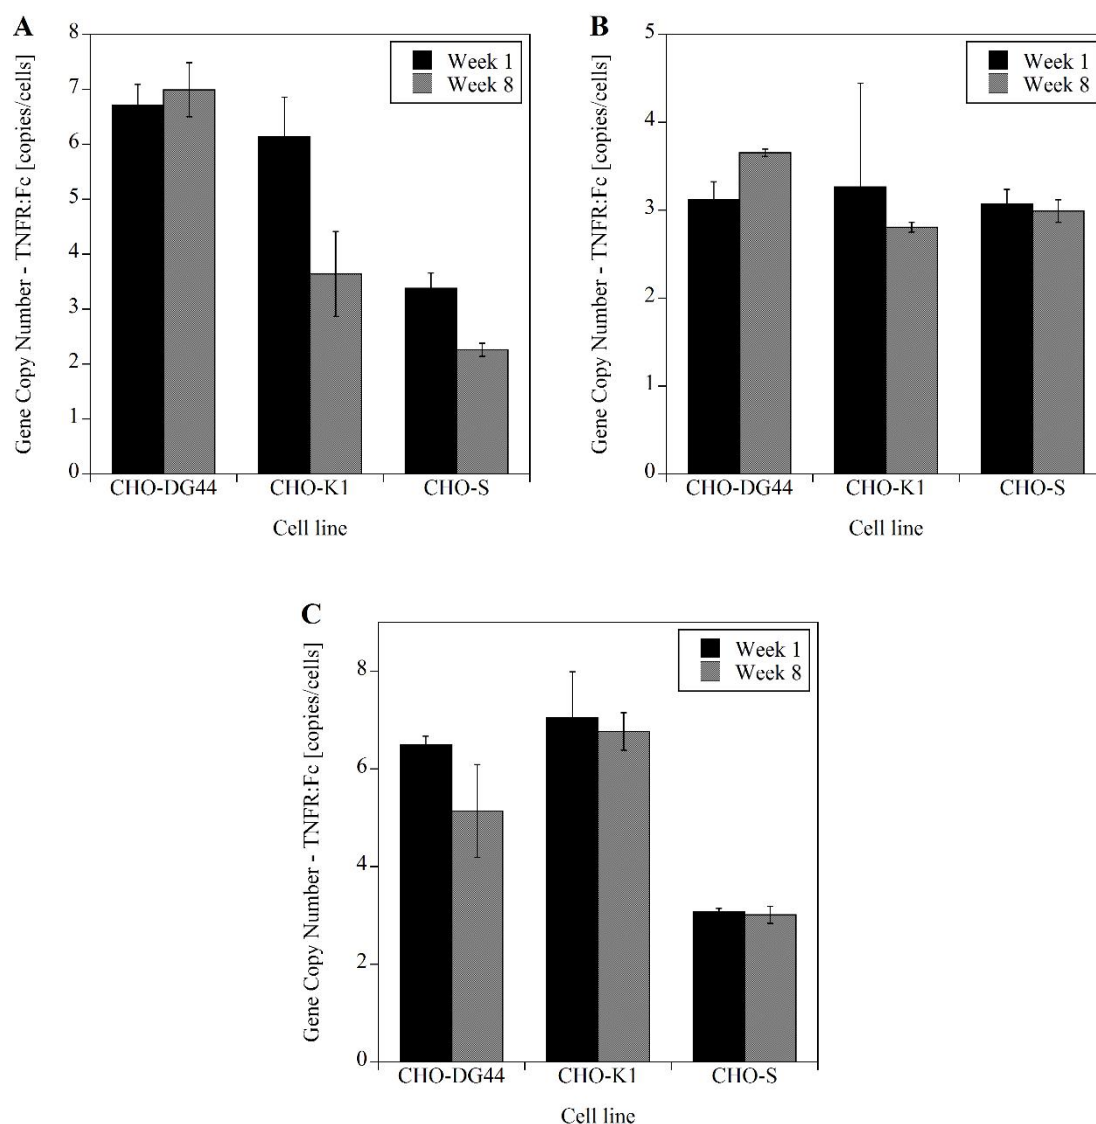 A
Gene Copy Number - TNFR:Fc [copies/cells]
8
7
6
5
4
3
2
1
0
Week 1
Week 8
CHO-DG44 CHO-K1 CHO-S
Cell line
B
Gene Copy Number - TNFR:Fc [copies/cells]
5
4
3
2
1
0
Week 1
Week 8
CHO-DG44 CHO-K1 CHO-S
Cell line
C
Gene Copy Number - TNFR:Fc [copies/cells]
8
6
4
2
0
Week 1
Week 8
CHO-DG44 CHO-K1 CHO-S
Cell line